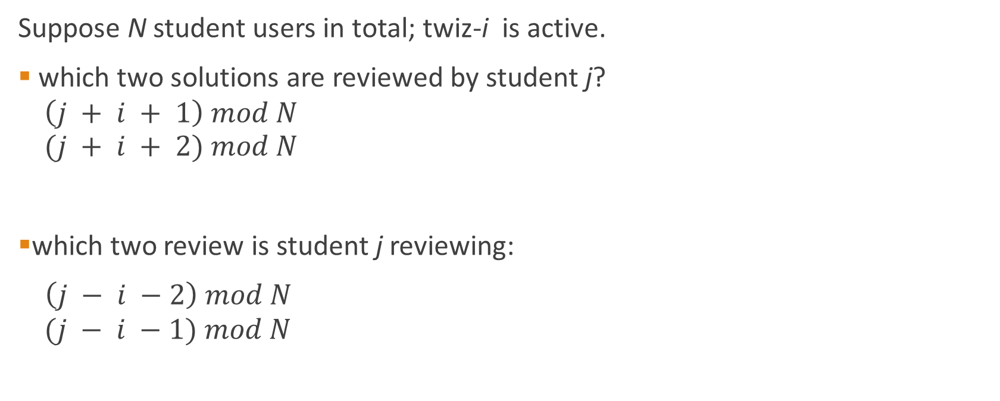 Suppose N student users in total; twiz-i is active.
▪ which two solutions are reviewed by student j?
(j + i + 1) mod N
(j + i + 2) mod N
▪which two review is student j reviewing:
(j − i − 2) mod N
(j − i − 1) mod N